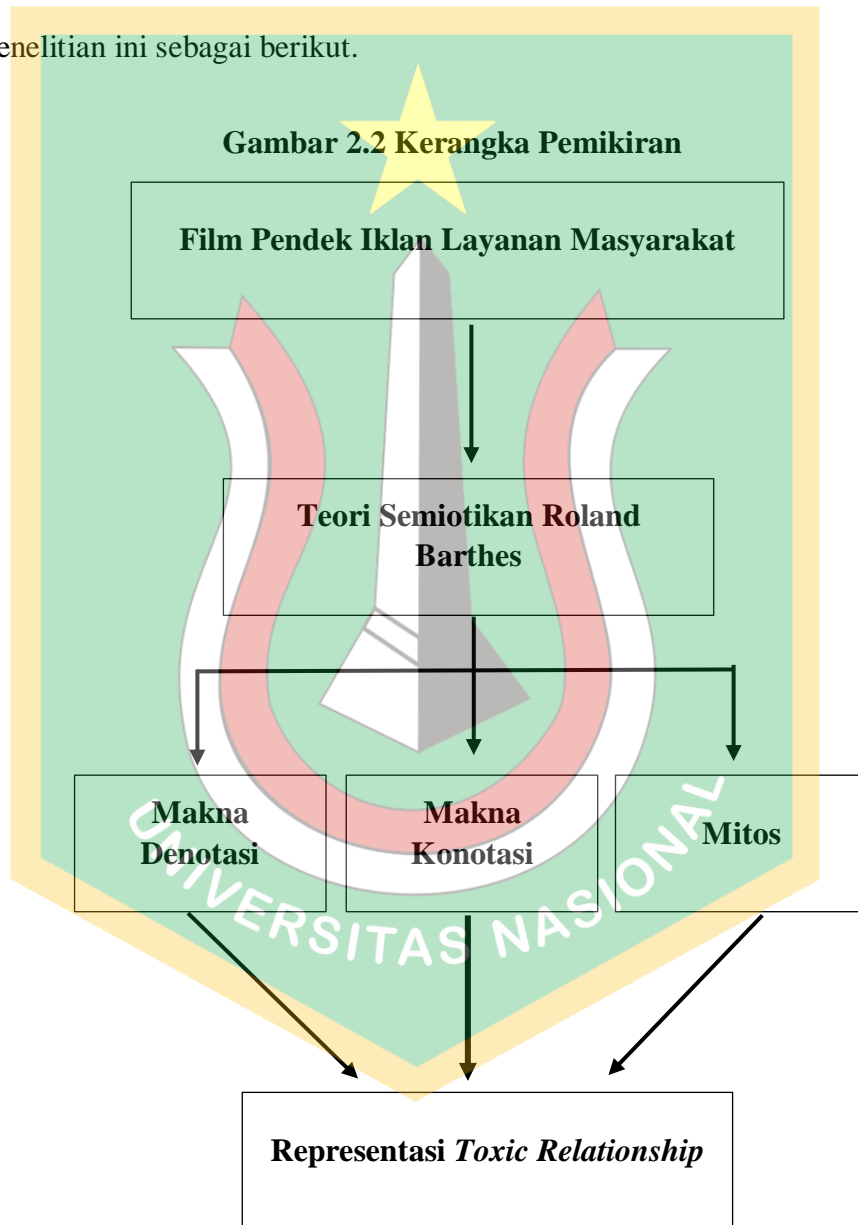 enelitian ini sebagai berikut.
Gambar 2.2 Kerangka Pemikiran
Film Pendek Iklan Layanan Masyarakat
Teori Semiotikan Roland
Barthes
Makna
Denotasi
Makna
Konotasi
Mitos
UNIVERSITAS NASIONAL
Representasi Toxic Relationship